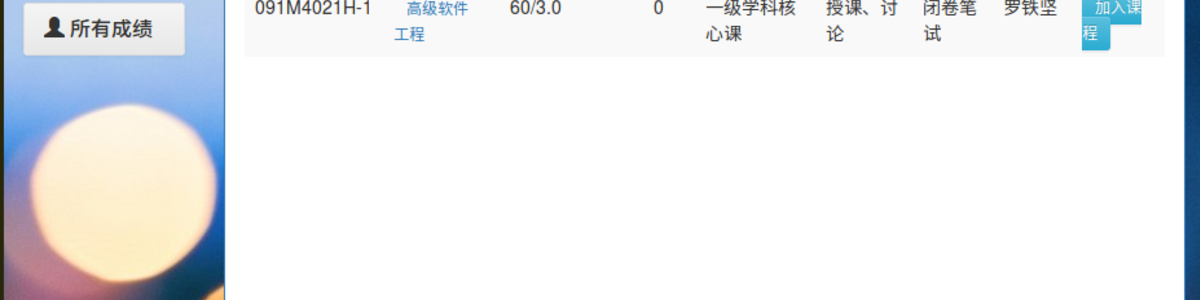 091M4021H-1 高级软件 60/3.0 0 一级学科核 授课、讨 闭卷笔 罗铁坚 加入课
所有成绩
工程 心课 论 试 程